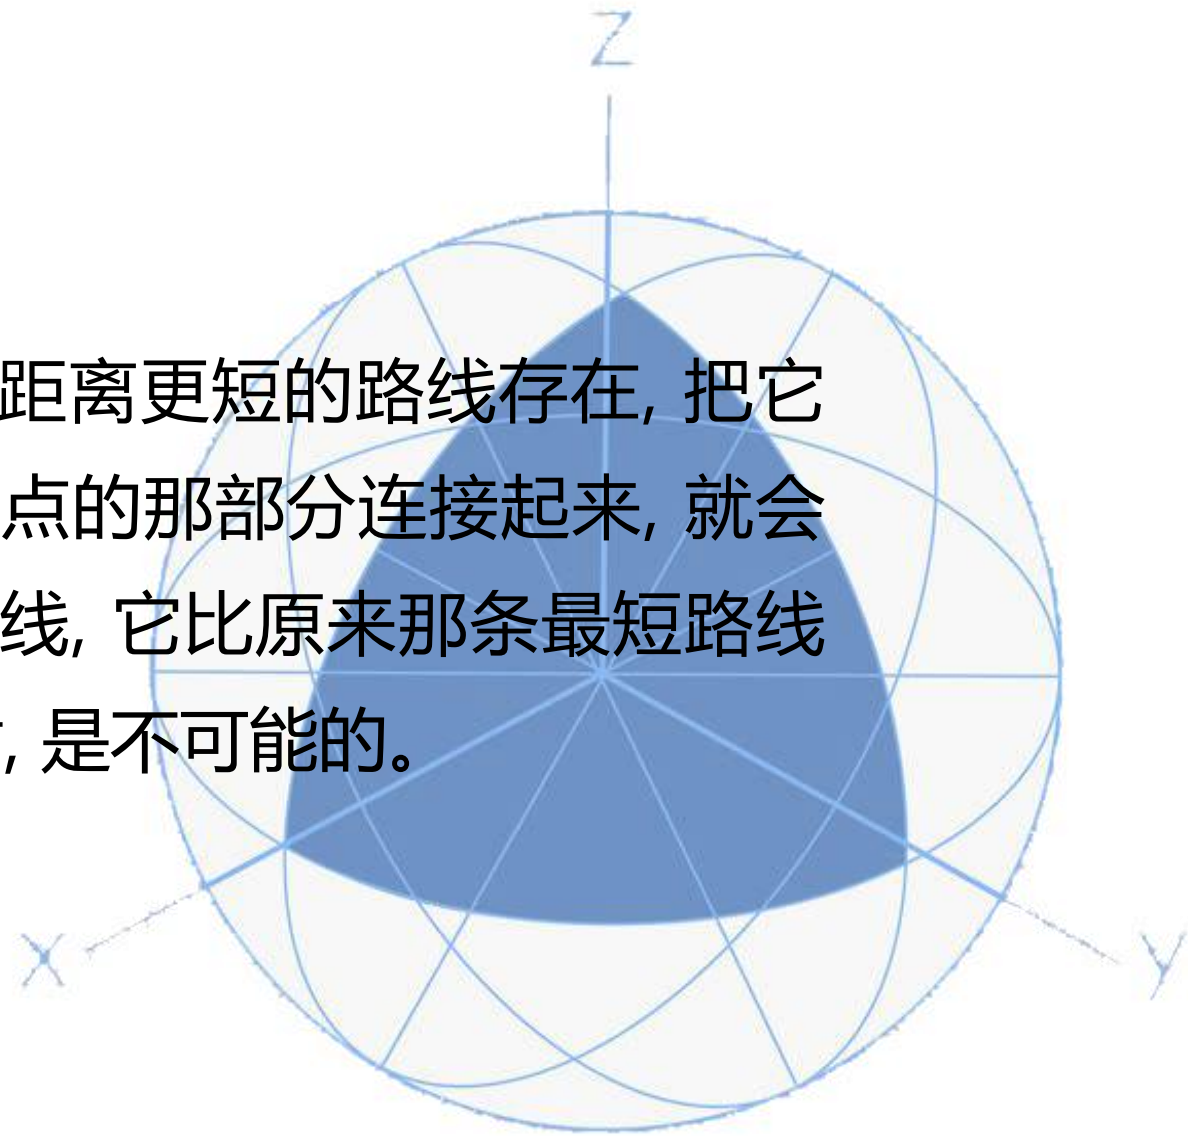 Z
距离更短的路线存在, 把它
点的那部分连接起来, 就会
线, 它比原来那条最短路线
, 是不可能的。
X
Y